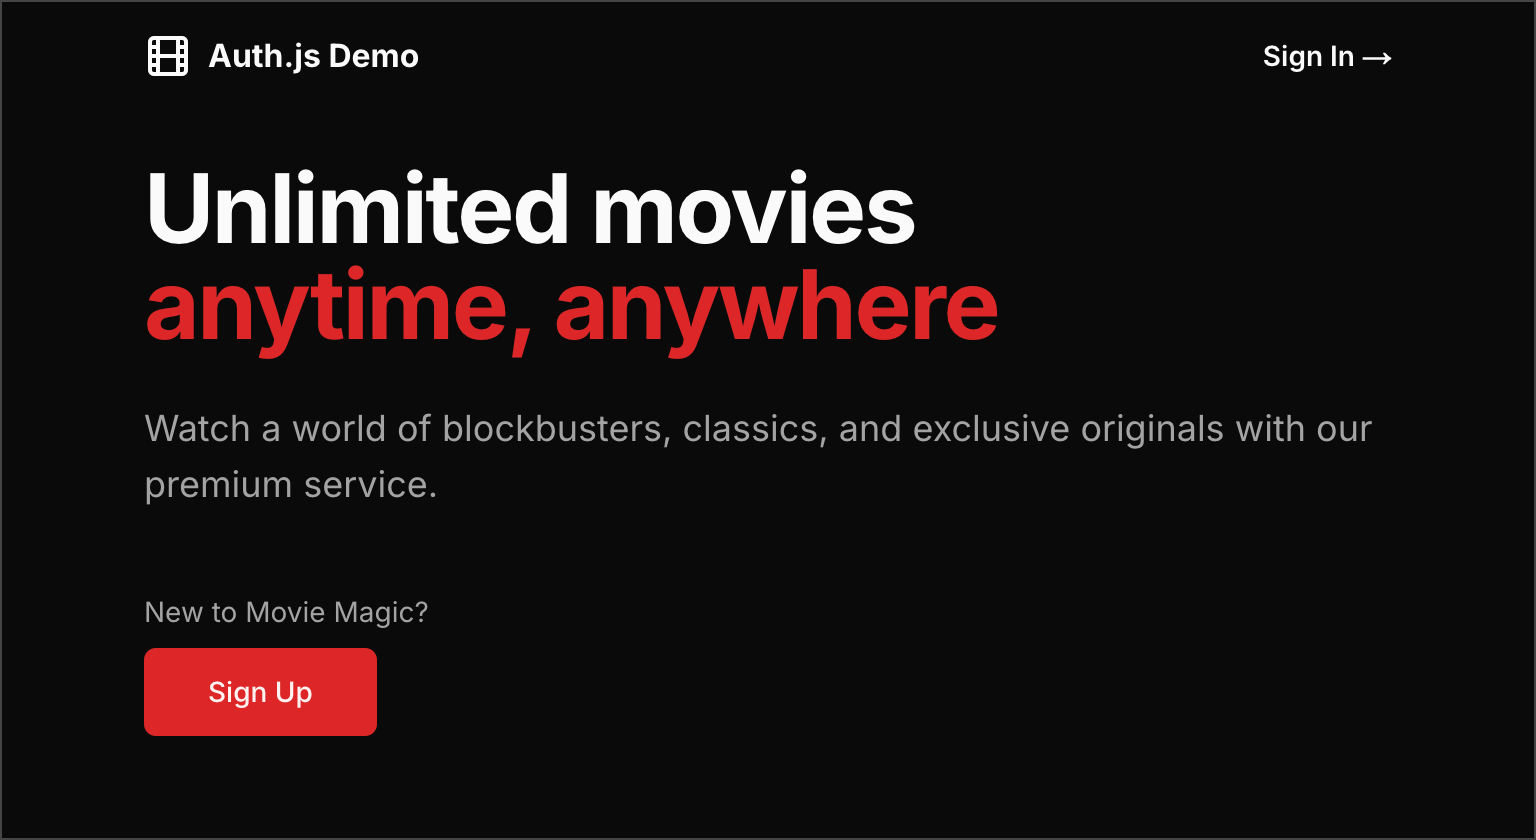 Auth.js Demo
Sign In →
Unlimited movies
anytime, anywhere
Watch a world of blockbusters, classics, and exclusive originals with our
premium service.
New to Movie Magic?
Sign Up